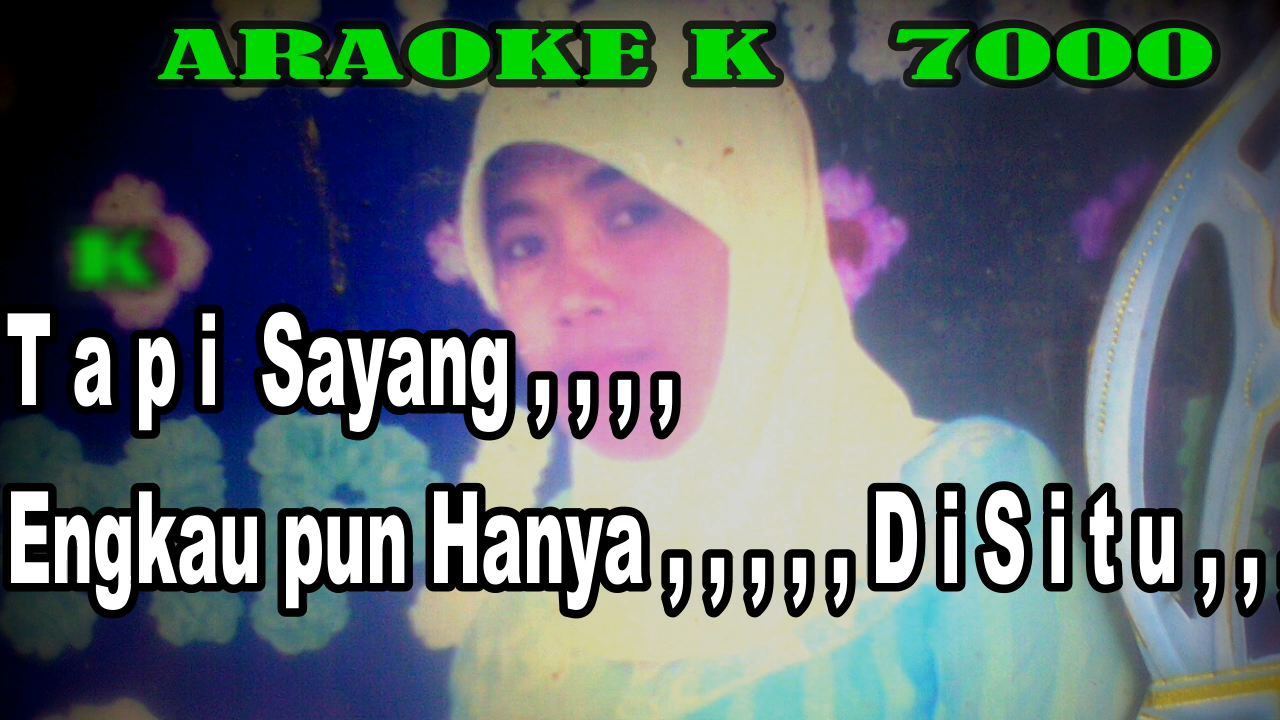 ARAOKE K 7000
K
T a p i Sayang , , , ,
Engkau pun Hanya , , , , , D i S i t u , , ,